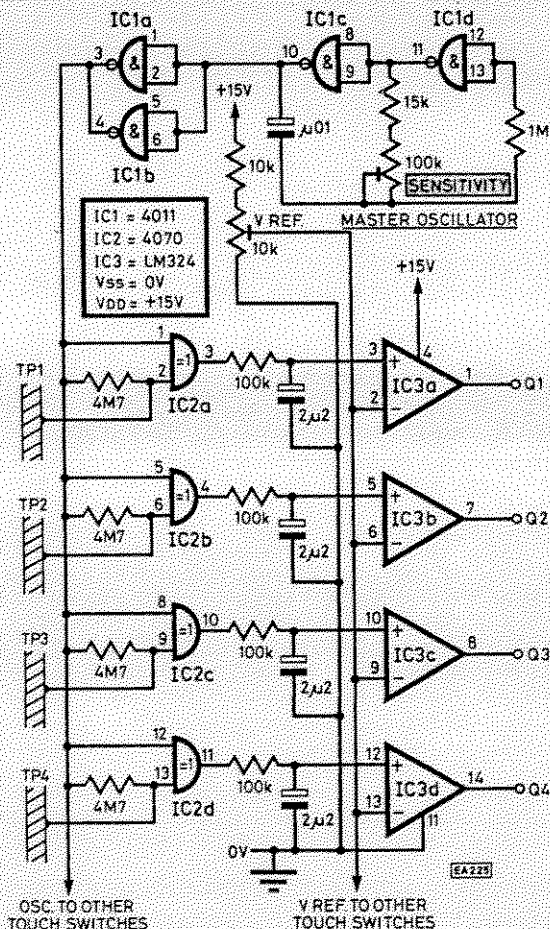 IC1a
IC1c
IC1d
3
1
2
&
10
8
9
&
11
12
13
&
+15V
4
5
6
&
IC1b
µ01
15k
1M
10k
100k
SENSITIVITY
V REF
10k
MASTER OSCILLATOR
IC1 = 4011
IC2 = 4070
IC3 = LM324
VSS = 0V
VDD = +15V
+15V
TP1
1
2
=1
3
4M7
IC2a
100k
2µ2
3
+
4
2
−
IC3a
1
Q1
TP2
5
6
=1
4
4M7
IC2b
100k
2µ2
5
+
6
−
IC3b
7
Q2
TP3
8
9
=1
10
4M7
IC2c
100k
2µ2
10
+
9
−
IC3c
8
Q3
TP4
12
13
=1
11
4M7
IC2d
100k
2µ2
12
+
13
−
IC3d
11
14
Q4
0V
EA225
OSC TO OTHER
TOUCH SWITCHES
V REF TO OTHER
TOUCH SWITCHES